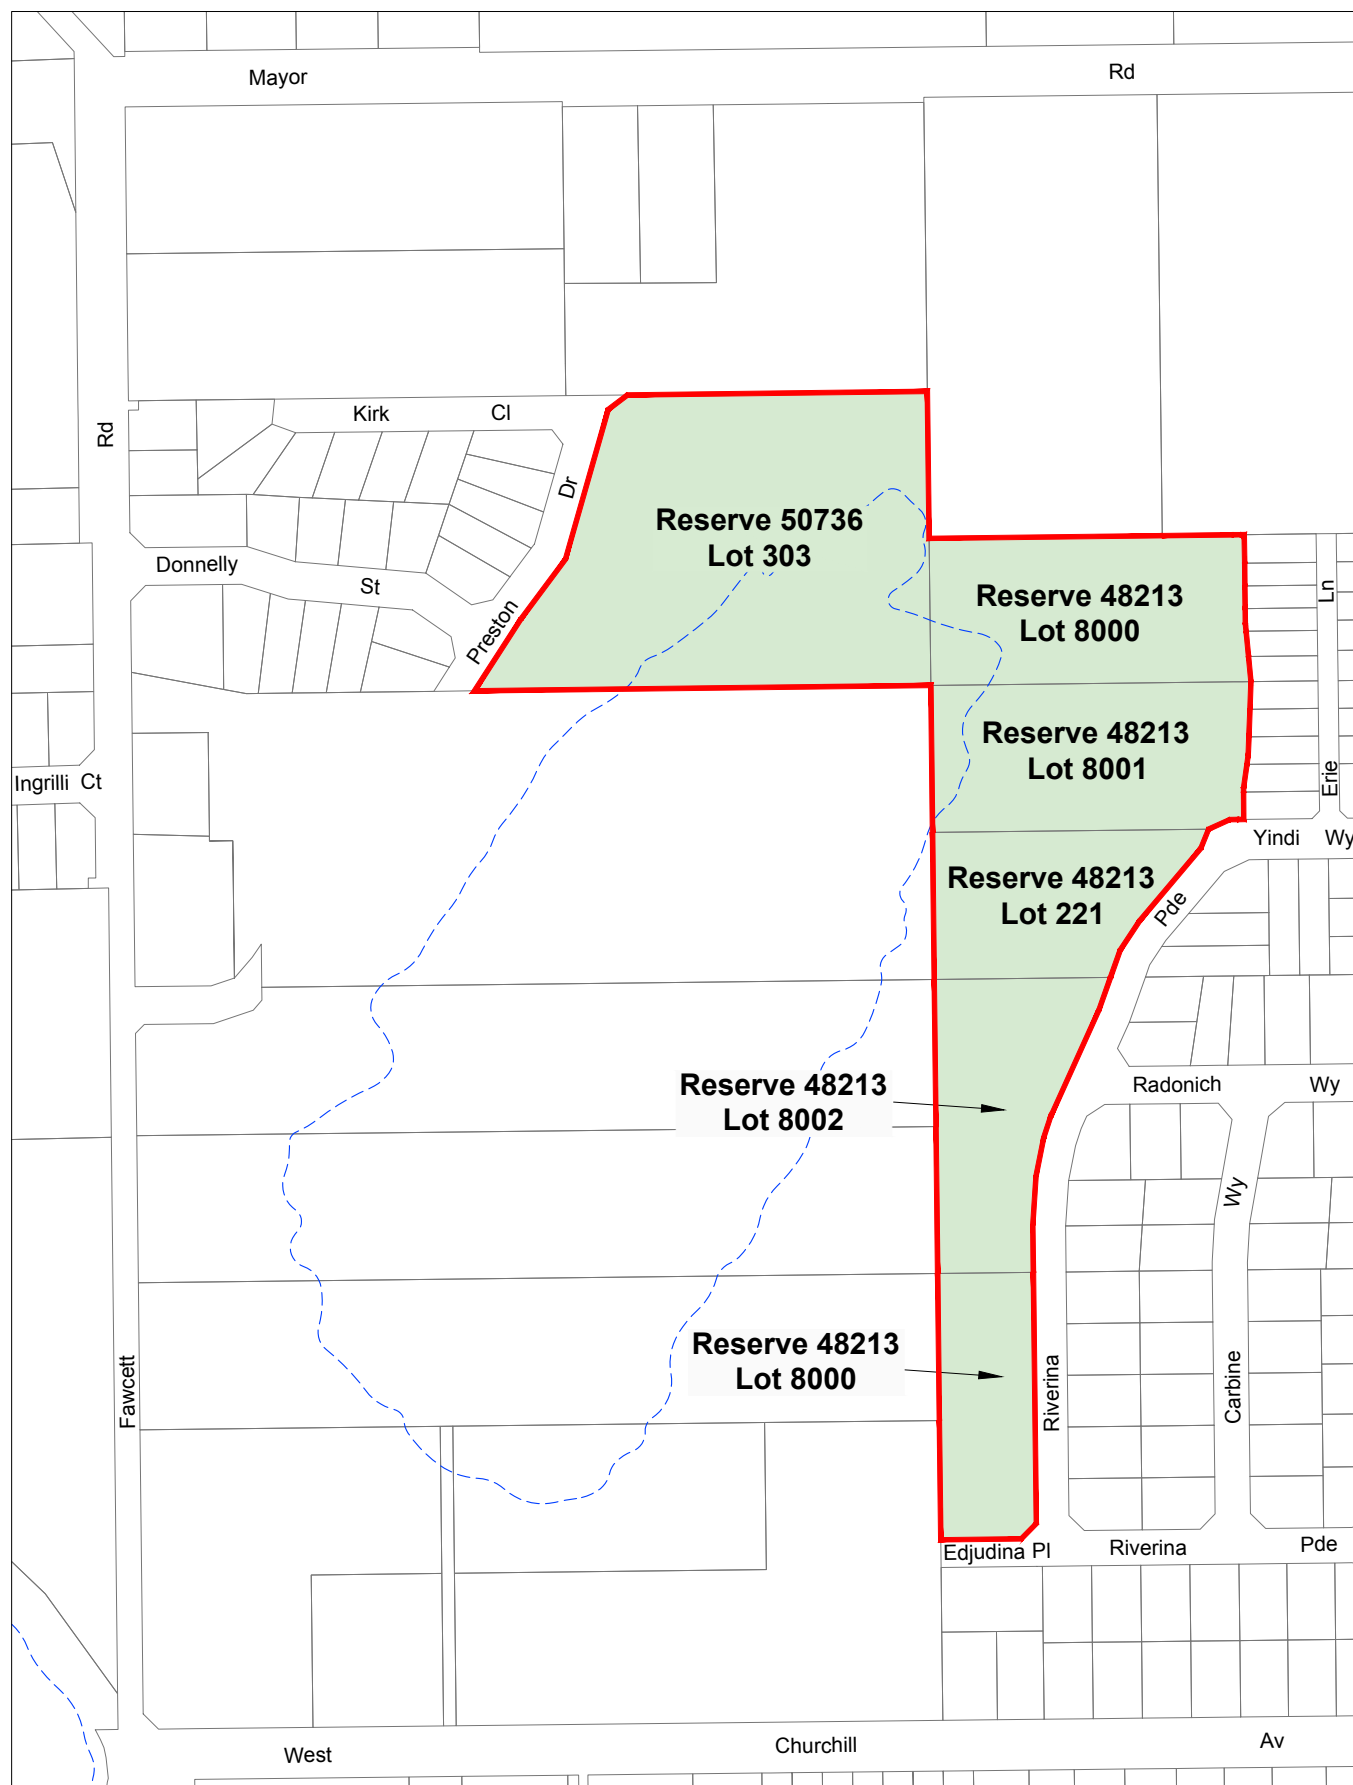 Mayor Rd
Kirk Cl
Rd
Dr
Reserve 50736
Lot 303
Donnelly
St
Preston
Reserve 48213
Lot 8000
Ln
Reserve 48213
Lot 8001
Ingrilli Ct
Erie
Yindi Wy
Reserve 48213
Lot 221
Pde
Reserve 48213
Lot 8002
Radonich Wy
Wy
Reserve 48213
Lot 8000
Fawcett
Riverina
Carbine
Edjudina Pl
Riverina Pde
West Churchill Av